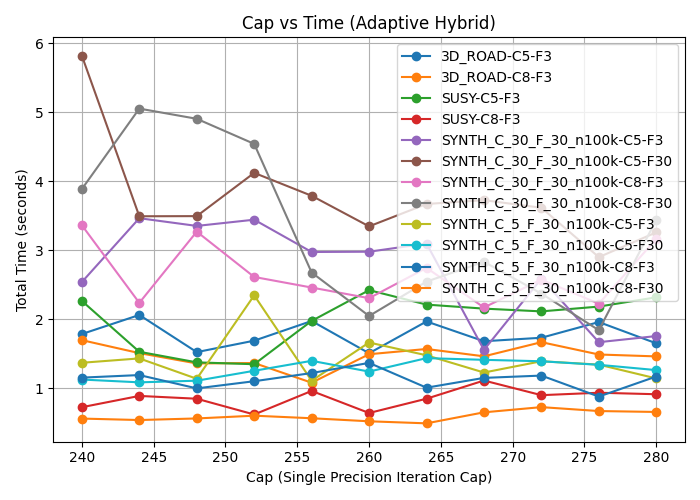 Cap vs Time (Adaptive Hybrid)
6
5
4
3
2
1
Total Time (seconds)
3D_ROAD-C5-F3
3D_ROAD-C8-F3
SUSY-C5-F3
SUSY-C8-F3
SYNTH_C_30_F_30_n100k-C5-F3
SYNTH_C_30_F_30_n100k-C5-F30
SYNTH_C_30_F_30_n100k-C8-F3
SYNTH_C_30_F_30_n100k-C8-F30
SYNTH_C_5_F_30_n100k-C5-F3
SYNTH_C_5_F_30_n100k-C5-F30
SYNTH_C_5_F_30_n100k-C8-F3
SYNTH_C_5_F_30_n100k-C8-F30
240 245 250 255 260 265 270 275 280
Cap (Single Precision Iteration Cap)